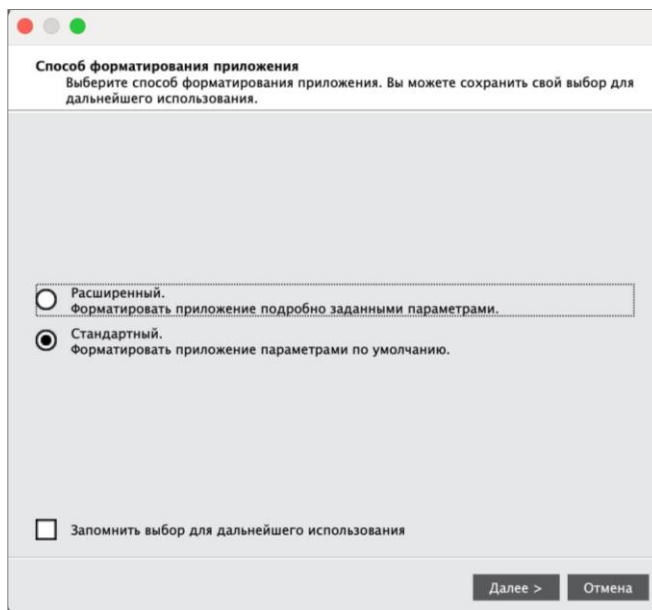 Способ форматирования приложения
Выберите способ форматирования приложения. Вы можете сохранить свой выбор для
дальнейшего использования.
Расширенный.
Форматировать приложение подробно заданными параметрами.
Стандартный.
Форматировать приложение параметрами по умолчанию.
Запомнить выбор для дальнейшего использования
Далее >
Отмена